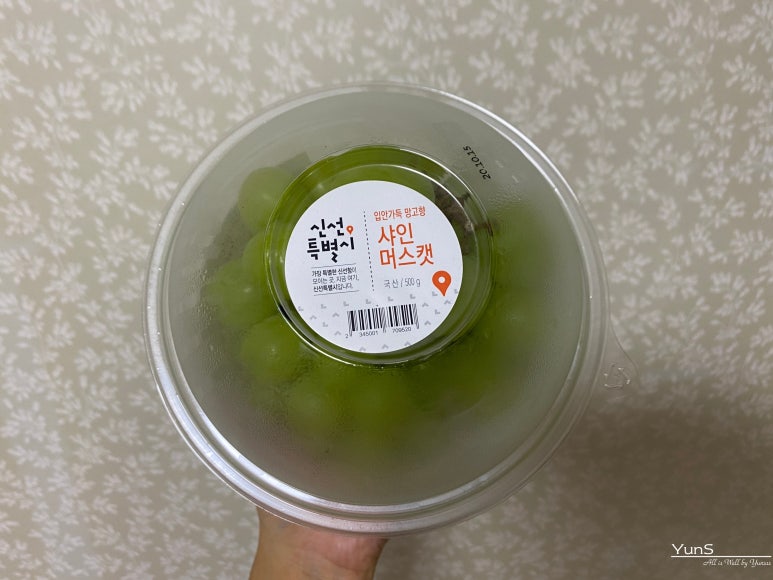 20.10.15
신선
특별시
가장 특별한 신선함이
모이는 곳, 지금 여기,
신선특별시입니다.
입안가득 망고향
샤인
머스캣
국산 / 500 g
2 345001 709520
YunS
All is Well by Yunsu